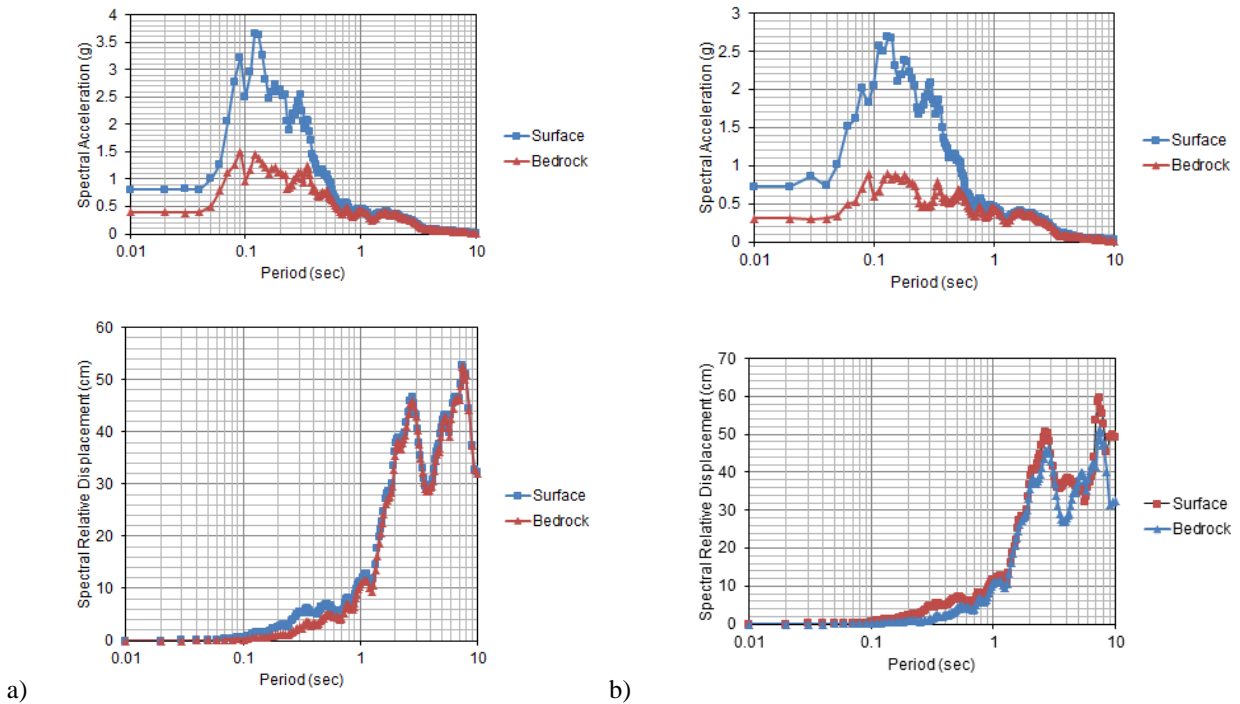 4
3.5
3
2.5
2
1.5
1
0.5
0
Spectral Acceleration (g)
0.01
0.1
1
10
Period (sec)
Surface
Bedrock
3
2.5
2
1.5
1
0.5
0
Spectral Acceleration (g)
0.01
0.1
1
10
Period (sec)
Surface
Bedrock
60
50
40
30
20
10
0
Spectral Relative Displacement (cm)
0.01
0.1
1
10
Period (sec)
Surface
Bedrock
a)
70
60
50
40
30
20
10
0
Spectral Relative Displacement (cm)
0.01
0.1
1
10
Period (sec)
Surface
Bedrock
b)